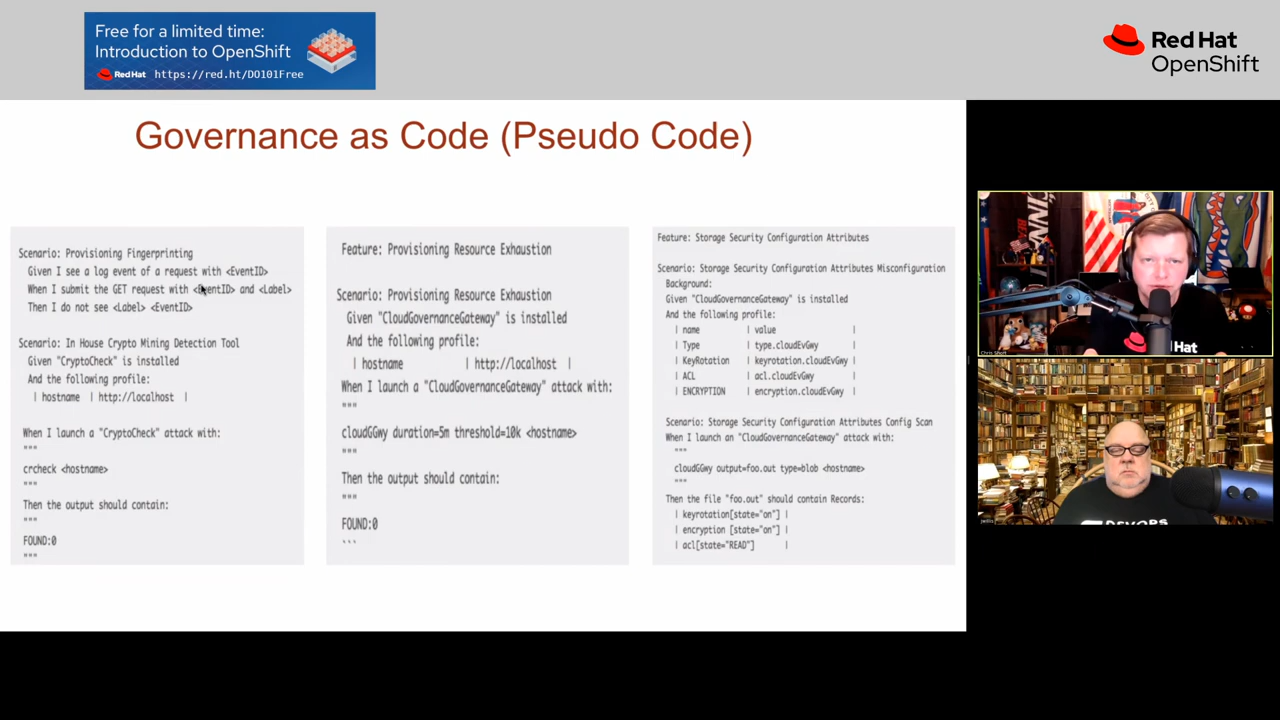 Free for a limited time:
Introduction to OpenShift
Red Hat https://red.ht/DO101Free
Red Hat
OpenShift
Governance as Code (Pseudo Code)
Scenario: Provisioning Fingerprinting
Given I see a log event of a request with <EventID>
When I submit the GET request with <EventID> and <Label>
Then I do not see <Label> <EventID>
Scenario: In House Crypto Mining Detection Tool
Given "CryptoCheck" is installed
And the following profile:
| hostname | http://localhost |
When I launch a "CryptoCheck" attack with:
"""
crcheck <hostname>
"""
Then the output should contain:
"""
FOUND:0
"""
Feature: Provisioning Resource Exhaustion
Scenario: Provisioning Resource Exhaustion
Given "CloudGovernanceGateway" is installed
And the following profile:
| hostname | http://localhost |
When I launch a "CloudGovernanceGateway" attack with:
"""
cloudGGwy duration=5m threshold=10k <hostname>
"""
Then the output should contain:
"""
FOUND:0
```
Feature: Storage Security Configuration Attributes
Scenario: Storage Security Configuration Attributes Misconfiguration
Background:
Given "CloudGovernanceGateway" is installed
And the following profile:
| name | value |
| Type | type.cloudEvGwy |
| KeyRotation | keyrotation.cloudEvGwy |
| ACL | acl.cloudEvGwy |
| ENCRYPTION | encryption.cloudEvGwy |
Scenario: Storage Security Configuration Attributes Config Scan
When I launch an "CloudGovernanceGateway" attack with:
"""
cloudGGwy output=foo.out type=blob <hostname>
"""
Then the file "foo.out" should contain Records:
| keyrotation[state="on"] |
| encryption [state="on"] |
| acl[state="READ"] |
Hat
Chris Short
DEVOPS